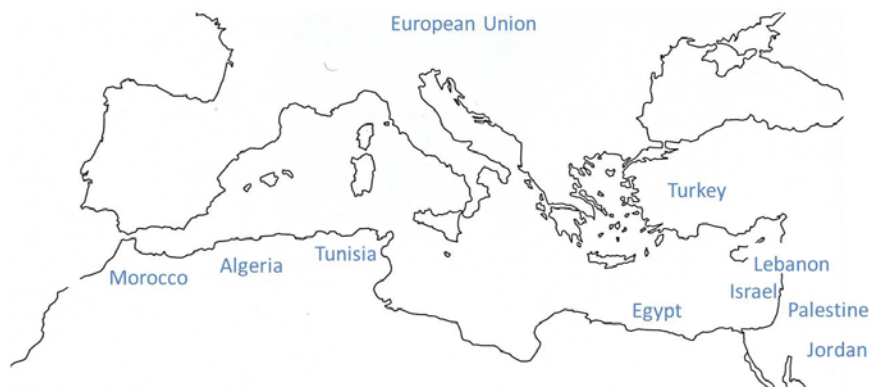 European Union
Turkey
Tunisia
Algeria
Morocco
Lebanon
Israel
Egypt
Palestine
Jordan